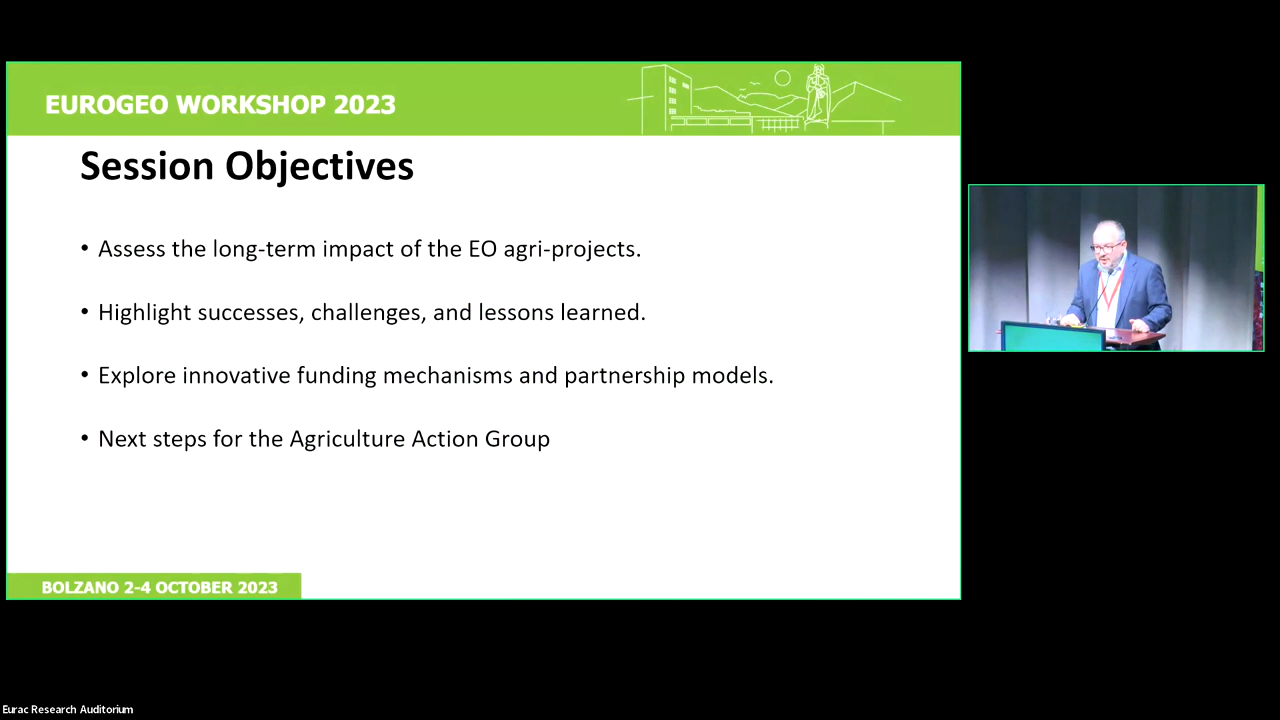 EUROGEO WORKSHOP 2023
Session Objectives
• Assess the long-term impact of the EO agri-projects.
• Highlight successes, challenges, and lessons learned.
• Explore innovative funding mechanisms and partnership models.
• Next steps for the Agriculture Action Group
BOLZANO 2-4 OCTOBER 2023
Eurac Research Auditorium